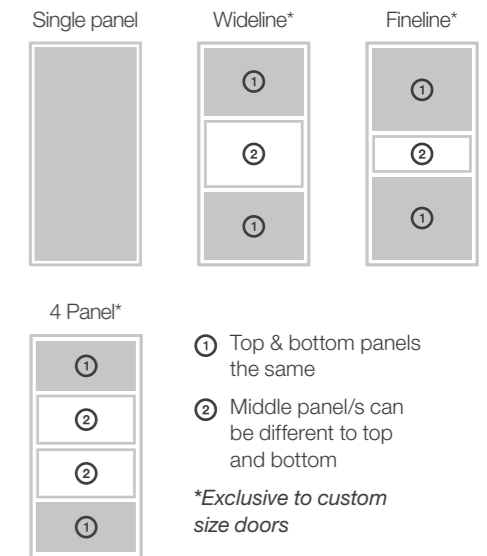 Single panel
Wideline*
Fineline*
1
2
1
1
2
1
4 Panel*
1
2
2
1
1 Top & bottom panels
the same
2 Middle panel/s can
be different to top
and bottom
*Exclusive to custom
size doors